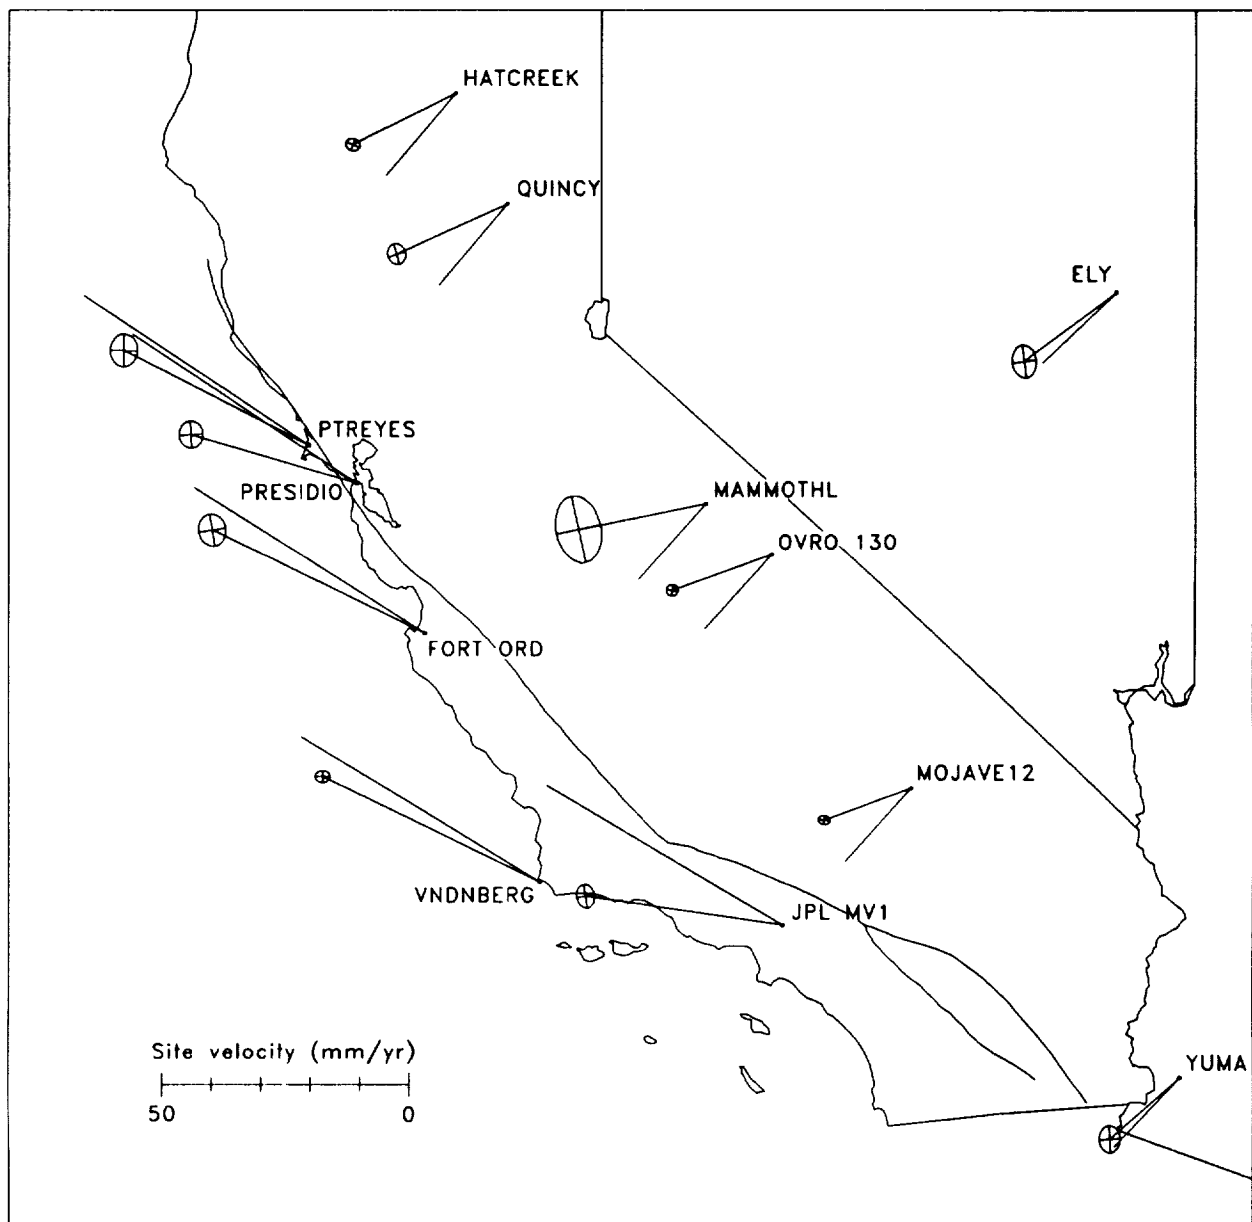 HATCREEK
QUINCY
ELY
PTREYES
PRESIDIO
MAMMOTHL
OVRO 130
FORT ORD
MOJAVE12
VNDNBERG
JPL MV1
Site velocity (mm/yr)
50 0
YUMA